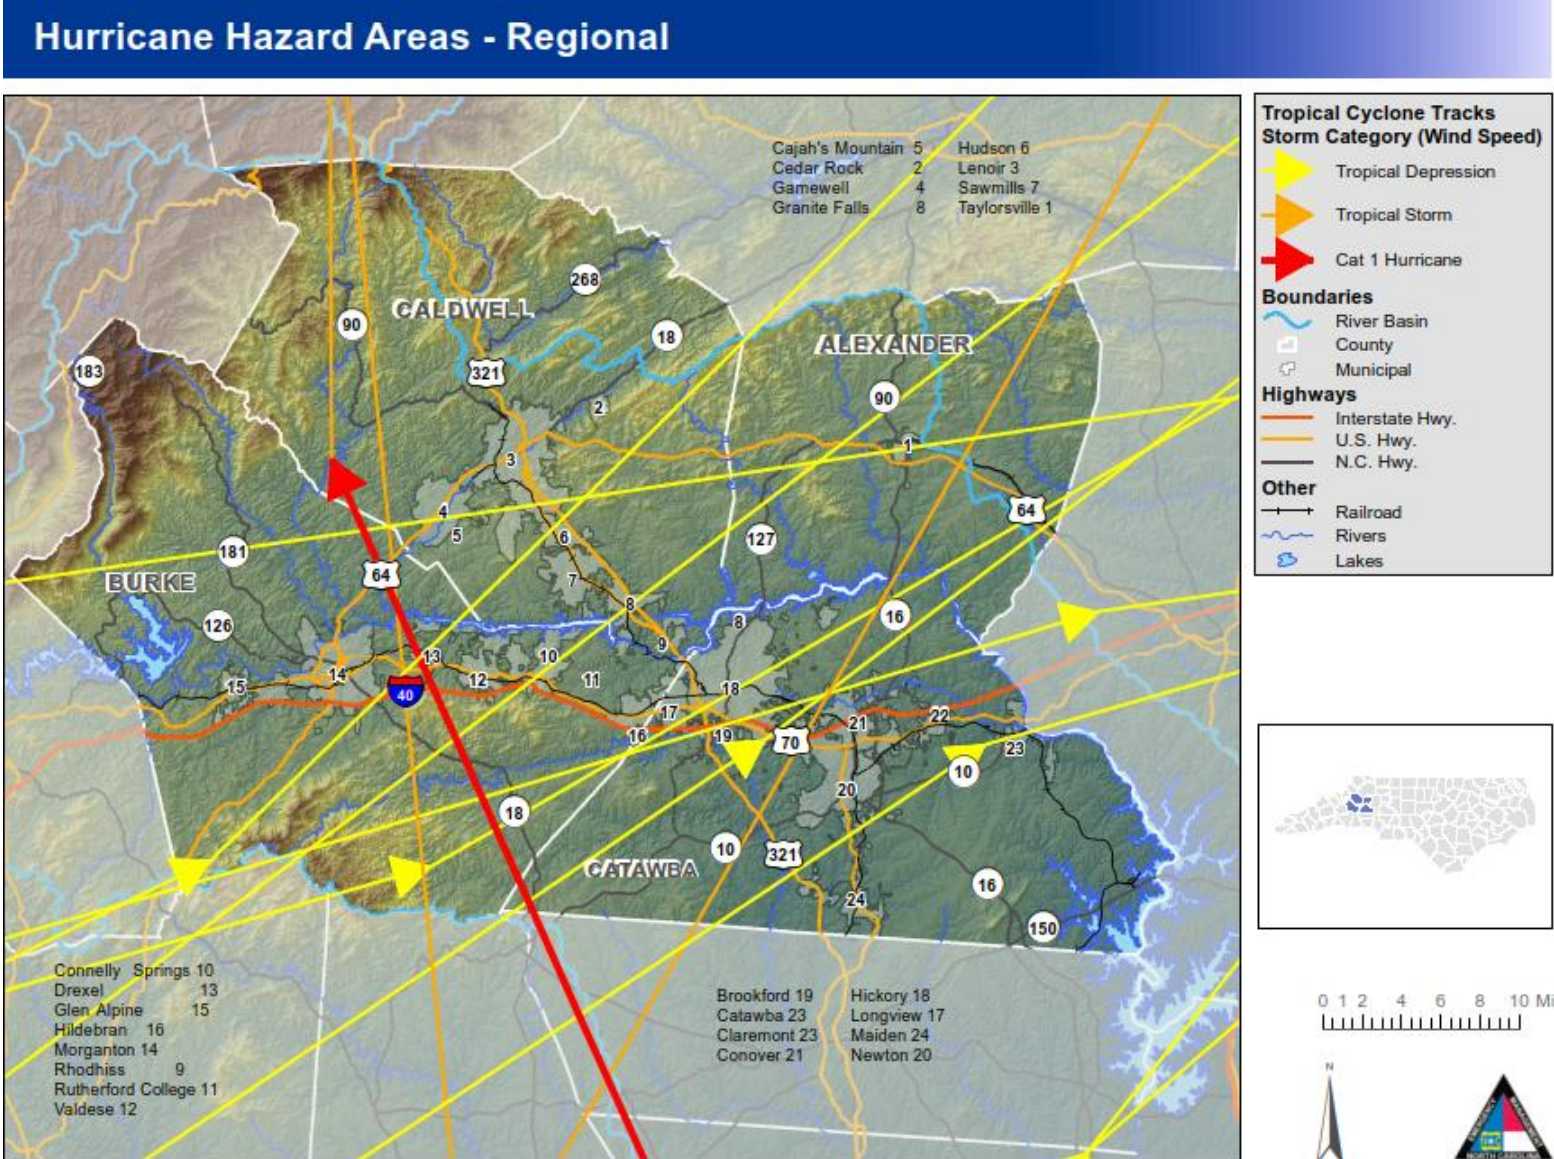 Hurricane Hazard Areas - Regional
Cajah's Mountain 5 Hudson 6
Cedar Rock 2 Lenoir 3
Gamewell 4 Sawmills 7
Granite Falls 8 Taylorsville 1
268
CALDWELL
90
18
ALEXANDER
183
321
90
2
1
3
4
64
5
6
127
181
64
7
BURKE
8
16
126
8
9
13
10
14
12
11
15
40
18
17
22
21
16
19
70
23
10
20
18
10
321
CATAWBA
16
24
150
Connelly Springs 10
Drexel 13
Glen Alpine 15
Hildebran 16
Morganton 14
Rhodhiss 9
Rutherford College 11
Valdese 12
Brookford 19 Hickory 18
Catawba 23 Longview 17
Claremont 23 Maiden 24
Conover 21 Newton 20
Tropical Cyclone Tracks
Storm Category (Wind Speed)
Tropical Depression
Tropical Storm
Cat 1 Hurricane
Boundaries
River Basin
County
Municipal
Highways
Interstate Hwy.
U.S. Hwy.
N.C. Hwy.
Other
Railroad
Rivers
Lakes
0 1 2 4 6 8 10 Mi
N
EMERGENCY
MANAGEMENT
NORTH CAROLINA